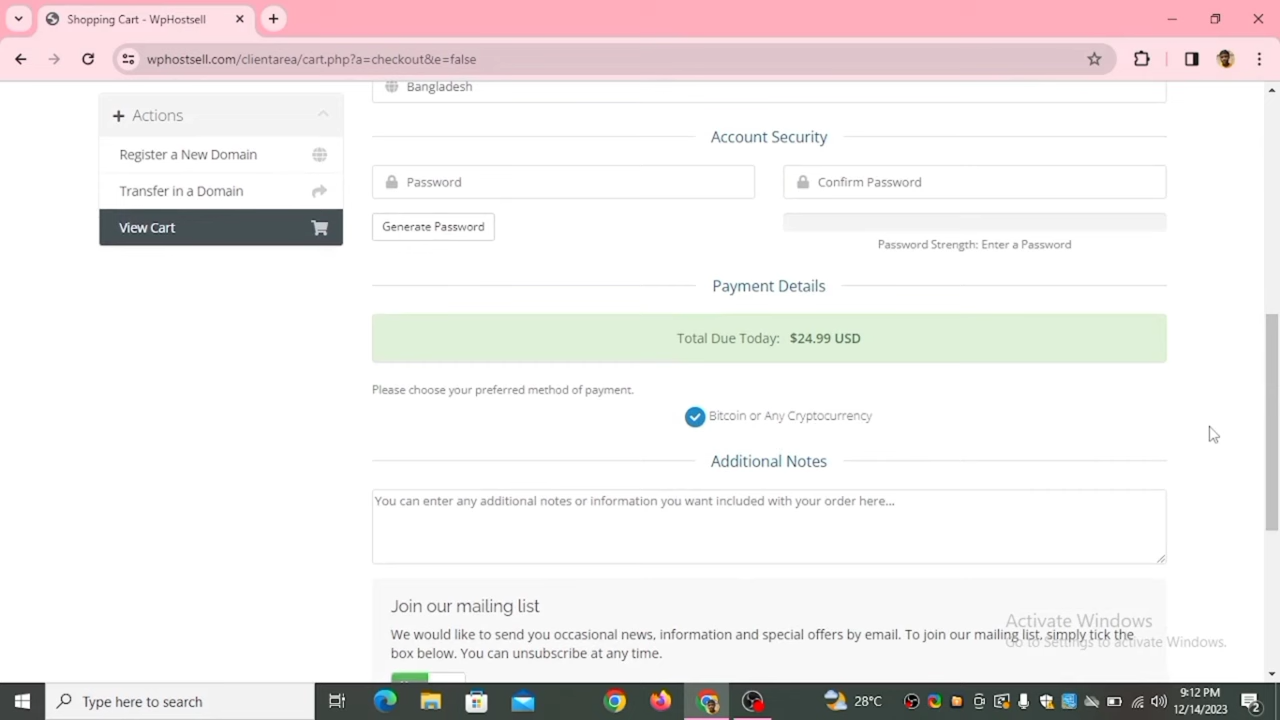 Shopping Cart - WpHostsell
wphostsell.com/clientarea/cart.php?a=checkout&e=false
Bangladesh
Actions
Register a New Domain
Transfer in a Domain
View Cart
Account Security
Password
Confirm Password
Generate Password
Password Strength: Enter a Password
Payment Details
Total Due Today: $24.99 USD
Please choose your preferred method of payment.
Bitcoin or Any Cryptocurrency
Additional Notes
You can enter any additional notes or information you want included with your order here...
Join our mailing list
We would like to send you occasional news, information and special offers by email. To join our mailing list, simply tick the
box below. You can unsubscribe at any time.
Activate Windows
Go to Settings to activate Windows.
Type here to search
28°C
9:12 PM
12/14/2023
2